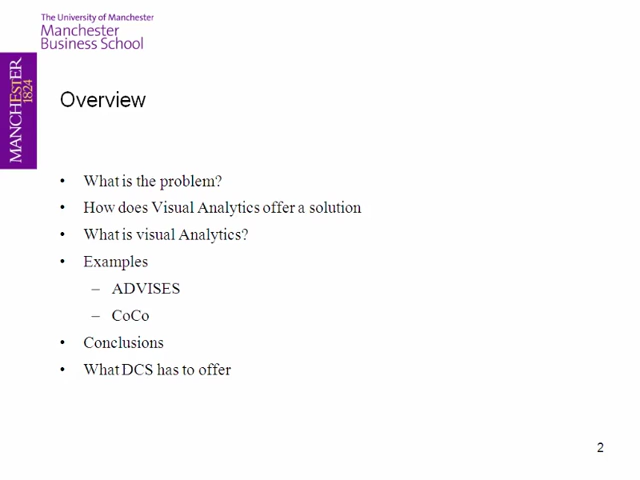 The University of Manchester
Manchester
Business School
MANCHESTER
1824
Overview
• What is the problem?
• How does Visual Analytics offer a solution
• What is visual Analytics?
• Examples
– ADVISES
– CoCo
• Conclusions
• What DCS has to offer
2